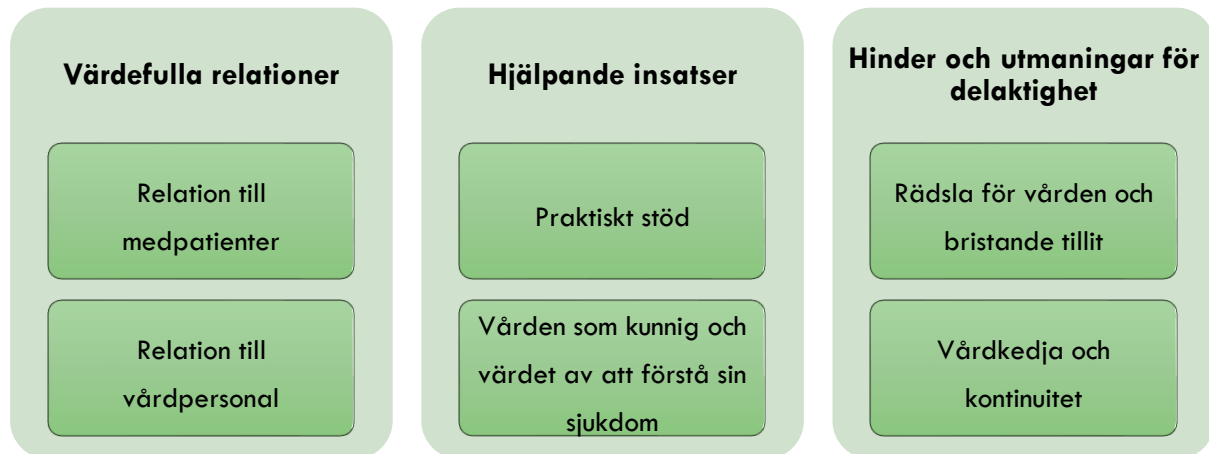 Värdefulla relationer
Relation till
medpatienter
Relation till
vårdpersonal
Hjälpande insatser
Praktiskt stöd
Vården som kunnig och
värdet av att förstå sin
sjukdom
Hinder och utmaningar för
delaktighet
Rädsla för vården och
bristande tillit
Vårdkedja och
kontinuitet